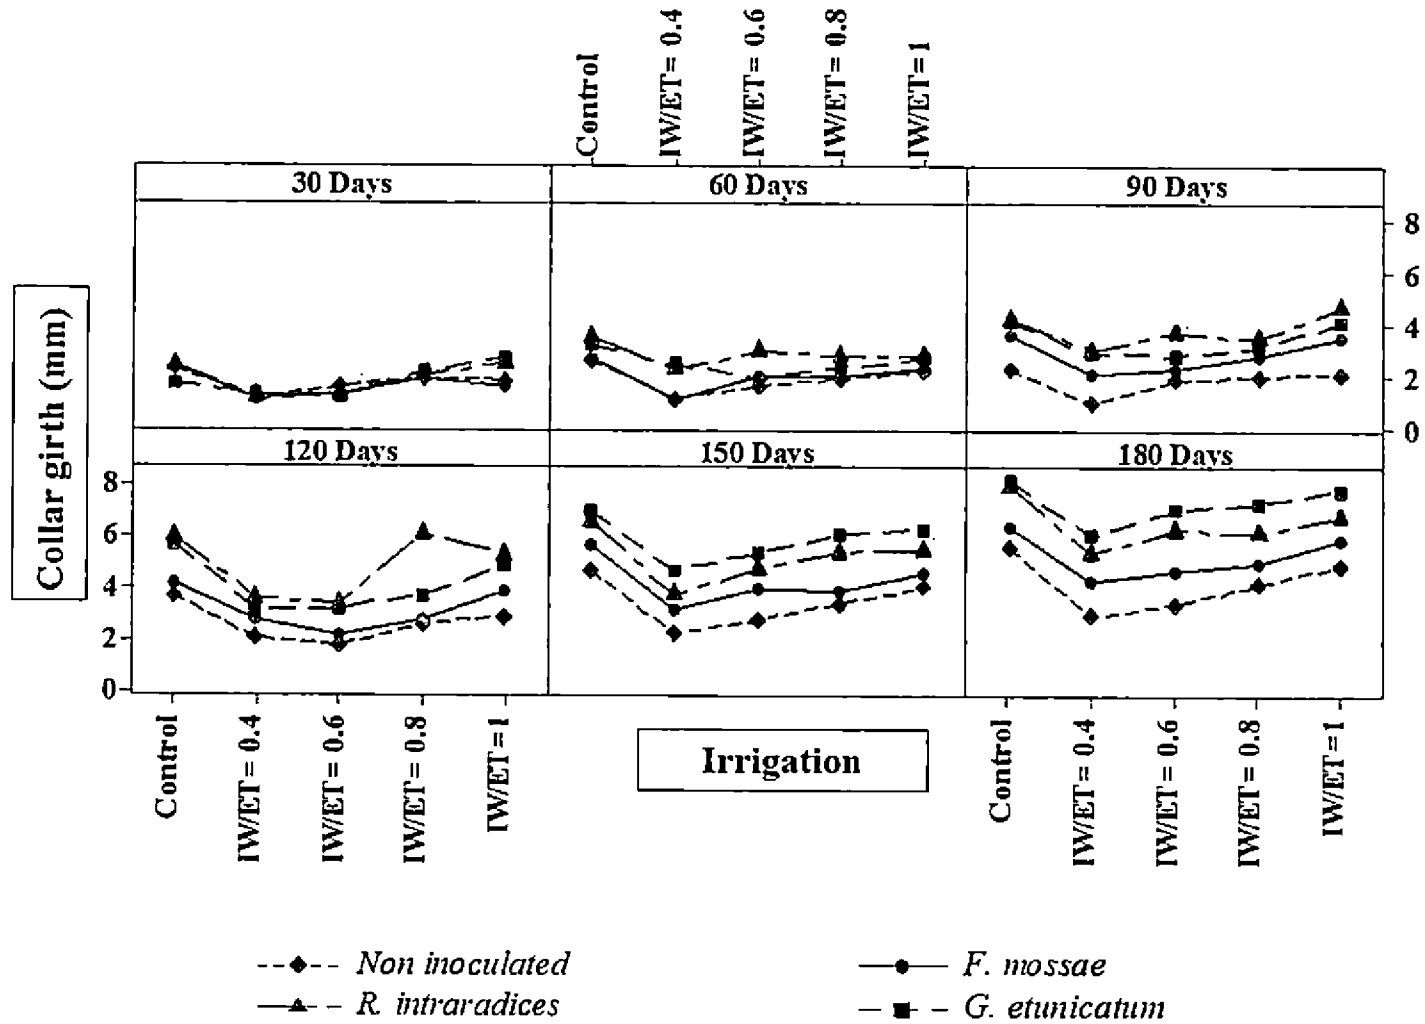 Control
IW/ET= 0.4
IW/ET= 0.6
IW/ET= 0.8
IW/ET= 1
30 Days
60 Days
90 Days
8
6
4
2
0
Collar girth (mm)
120 Days
150 Days
180 Days
8
6
4
2
0
Control
IW/ET= 0.4
IW/ET= 0.6
IW/ET= 0.8
IW/ET= 1
Irrigation
Control
IW/ET= 0.4
IW/ET= 0.6
IW/ET= 0.8
IW/ET= 1
Non inoculated
F. mossae
R. intraradices
G. etunicatum